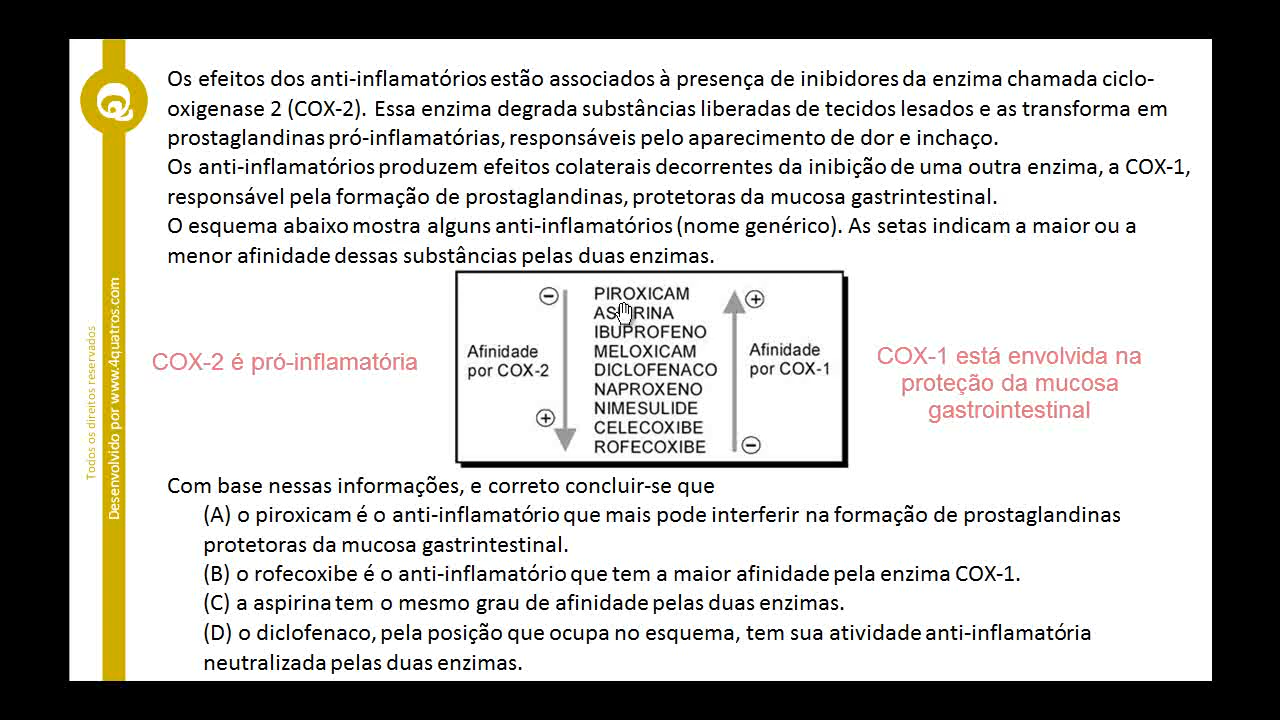 Os efeitos dos anti-inflamatórios estão associados à presença de inibidores da enzima chamada ciclo-
oxigenase 2 (COX-2). Essa enzima degrada substâncias liberadas de tecidos lesados e as transforma em
prostaglandinas pró-inflamatórias, responsáveis pelo aparecimento de dor e inchaço.
Os anti-inflamatórios produzem efeitos colaterais decorrentes da inibição de uma outra enzima, a COX-1,
responsável pela formação de prostaglandinas, protetoras da mucosa gastrintestinal.
O esquema abaixo mostra alguns anti-inflamatórios (nome genérico). As setas indicam a maior ou a
menor afinidade dessas substâncias pelas duas enzimas.
COX-2 é pró-inflamatória
−
Afinidade
por COX-2
+
PIROXICAM
ASPIRINA
IBUPROFENO
MELOXICAM
DICLOFENACO
NAPROXENO
NIMESULIDE
CELECOXIBE
ROFECOXIBE
+
Afinidade
por COX-1
−
COX-1 está envolvida na
proteção da mucosa
gastrointestinal
Com base nessas informações, e correto concluir-se que
(A) o piroxicam é o anti-inflamatório que mais pode interferir na formação de prostaglandinas
protetoras da mucosa gastrintestinal.
(B) o rofecoxibe é o anti-inflamatório que tem a maior afinidade pela enzima COX-1.
(C) a aspirina tem o mesmo grau de afinidade pelas duas enzimas.
(D) o diclofenaco, pela posição que ocupa no esquema, tem sua atividade anti-inflamatória
neutralizada pelas duas enzimas.
Todos os direitos reservados
Desenvolvido por www.4quatros.com
Q